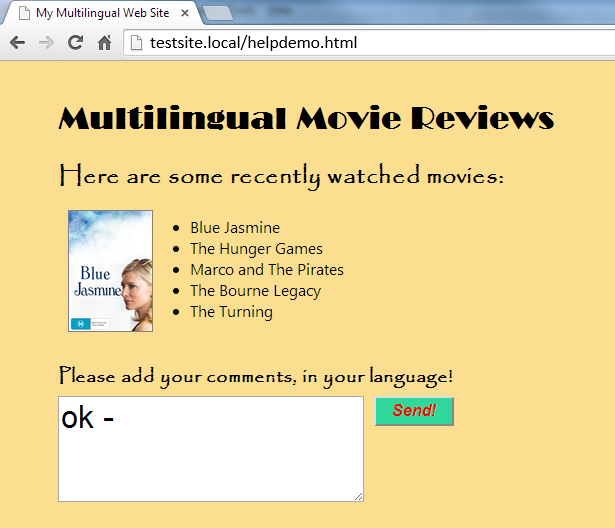 My Multilingual Web Site
testsite.local/helpdemo.html
Multilingual Movie Reviews
Here are some recently watched movies:
Blue
Jasmine
Blue Jasmine
The Hunger Games
Marco and The Pirates
The Bourne Legacy
The Turning
Please add your comments, in your language!
ok -
Send!